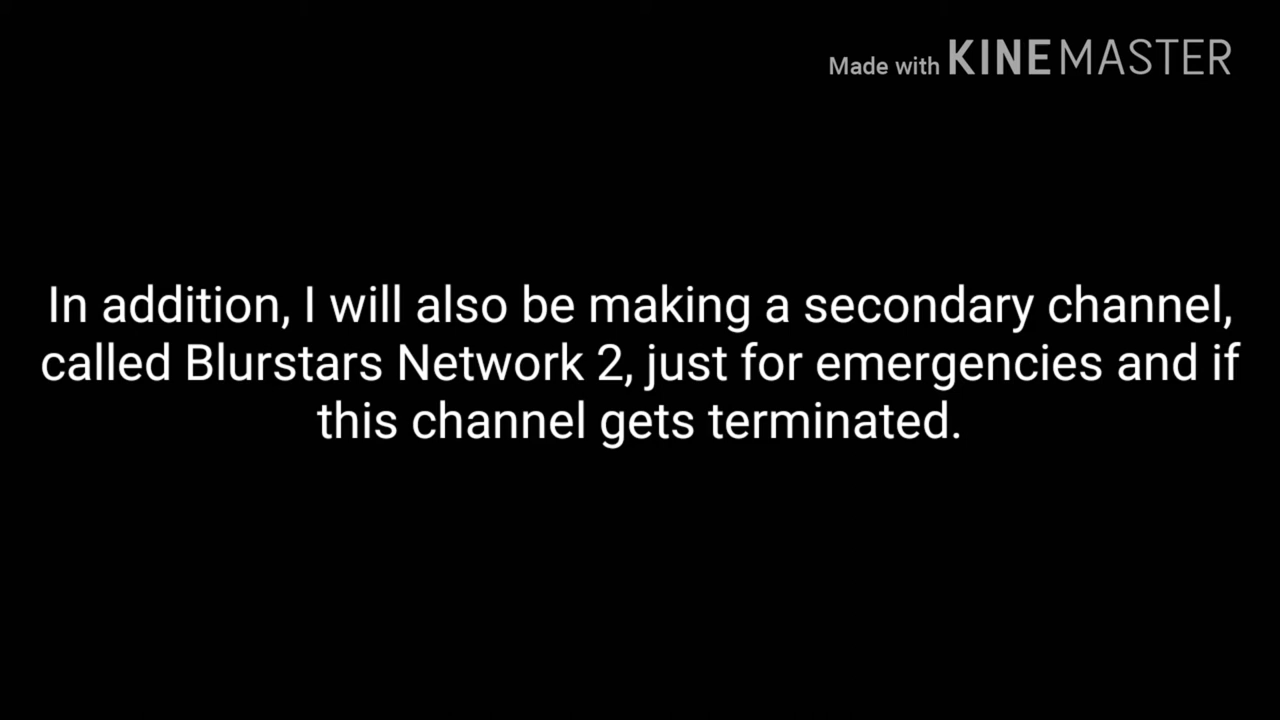 Made with KINEMASTER
In addition, I will also be making a secondary channel,
called Blurstars Network 2, just for emergencies and if
this channel gets terminated.